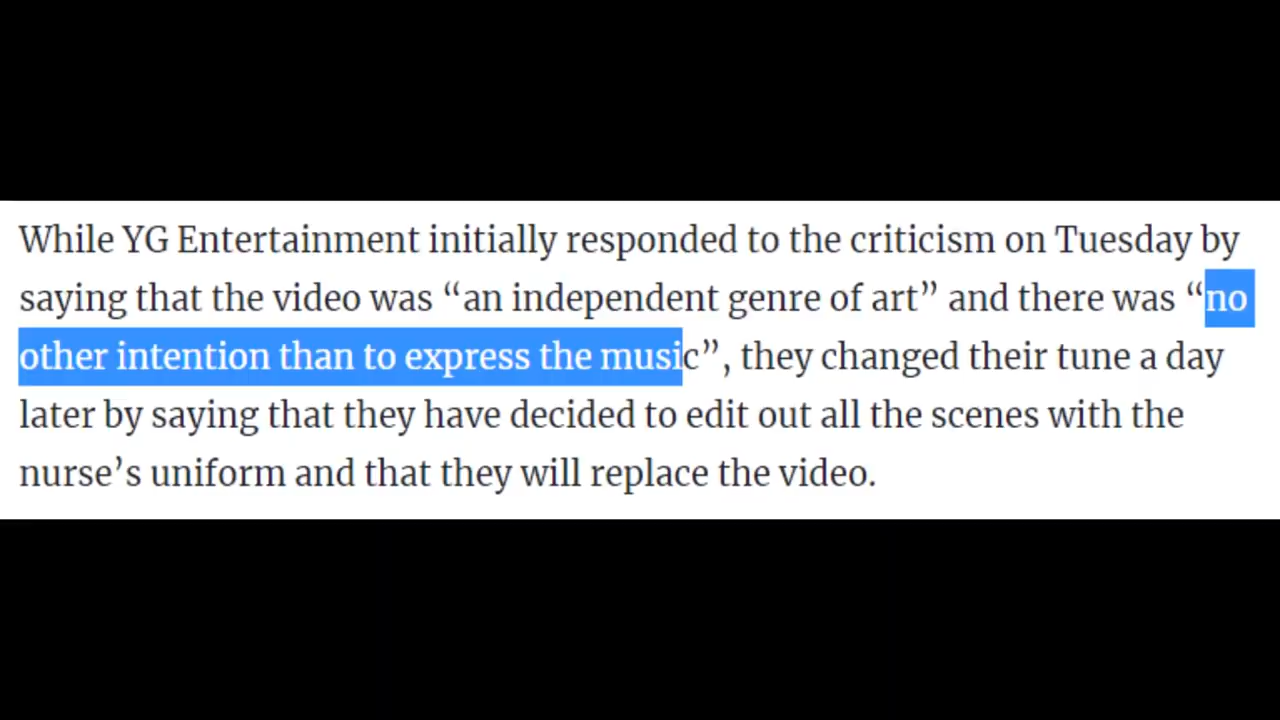 While YG Entertainment initially responded to the criticism on Tuesday by
saying that the video was “an independent genre of art” and there was “no
other intention than to express the music”, they changed their tune a day
later by saying that they have decided to edit out all the scenes with the
nurse’s uniform and that they will replace the video.